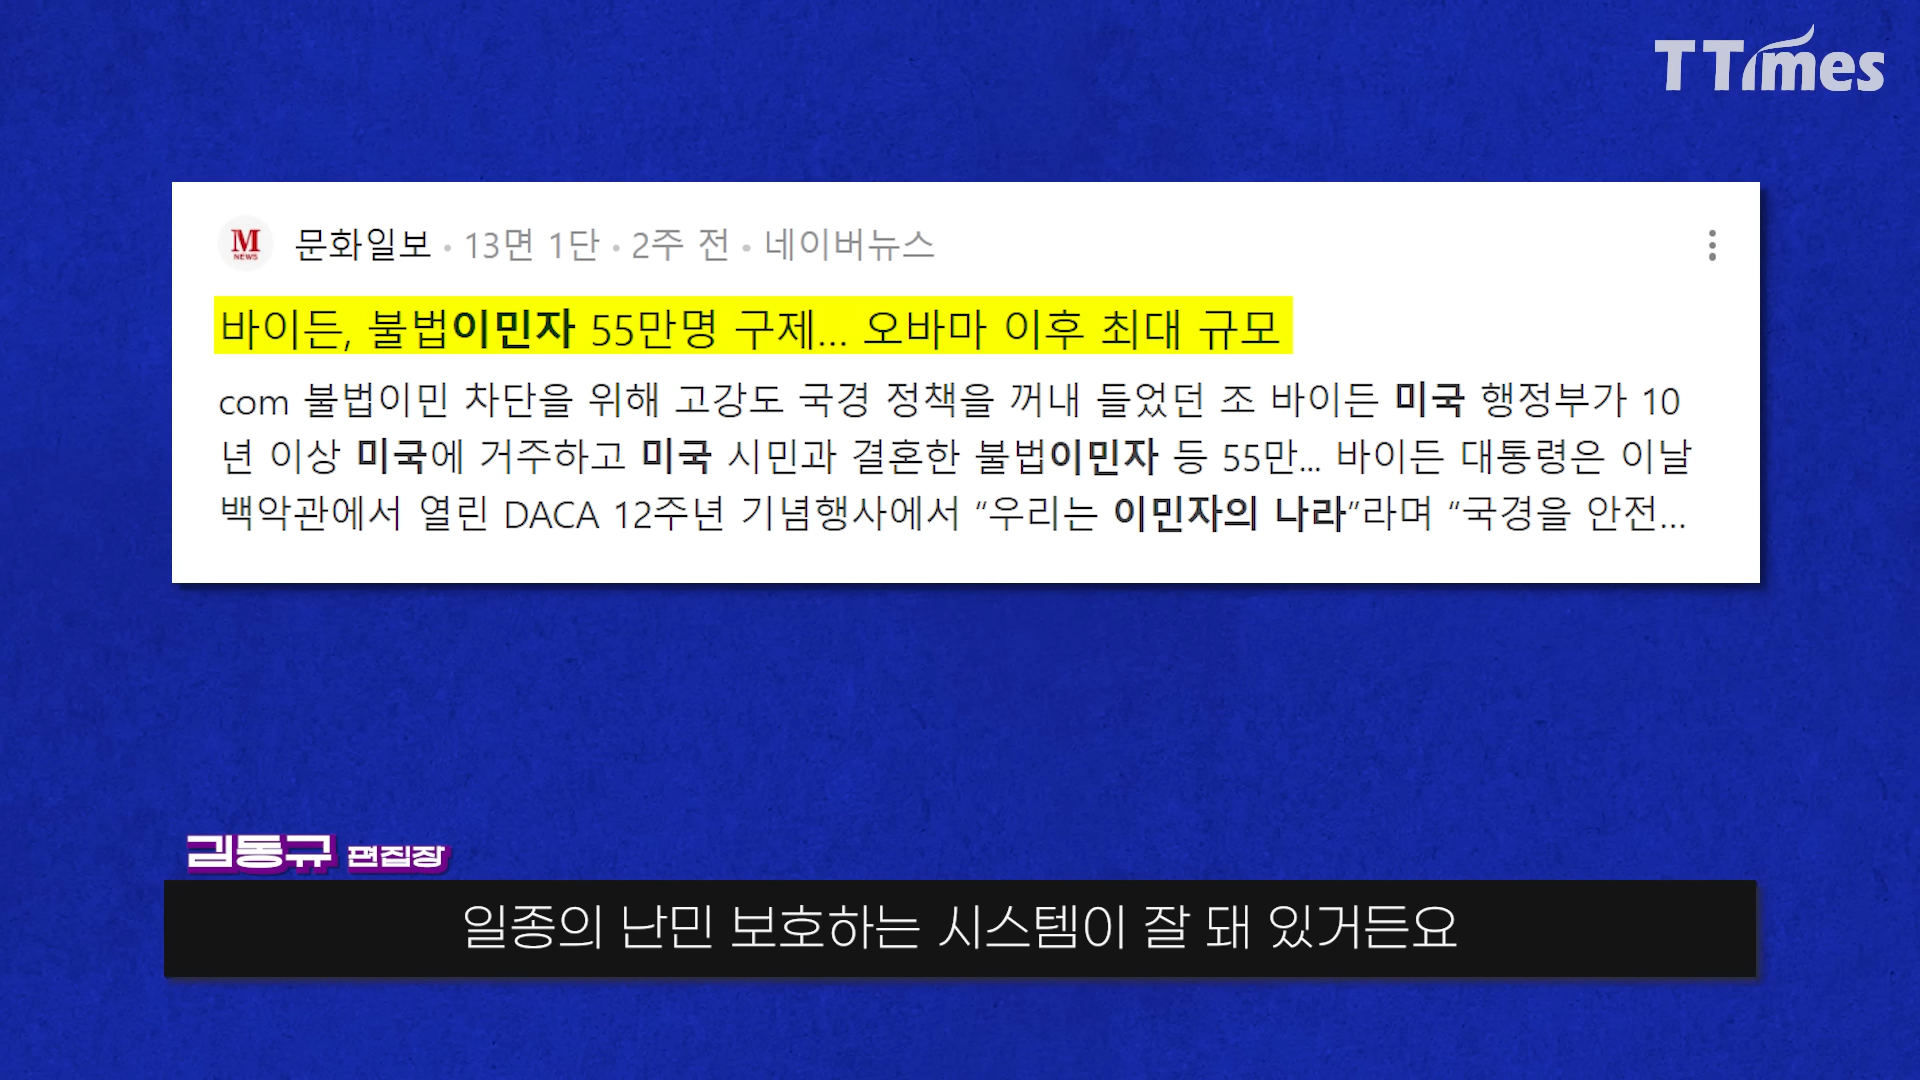 TTimes
M
NEWS
문화일보 · 13면 1단 · 2주 전 · 네이버뉴스
바이든, 불법이민자 55만명 구제... 오바마 이후 최대 규모
com 불법이민 차단을 위해 고강도 국경 정책을 꺼내 들었던 조 바이든 미국 행정부가 10
년 이상 미국에 거주하고 미국 시민과 결혼한 불법이민자 등 55만... 바이든 대통령은 이날
백악관에서 열린 DACA 12주년 기념행사에서 “우리는 이민자의 나라”라며 “국경을 안전...
김동규 편집장
일종의 난민 보호하는 시스템이 잘 돼 있거든요